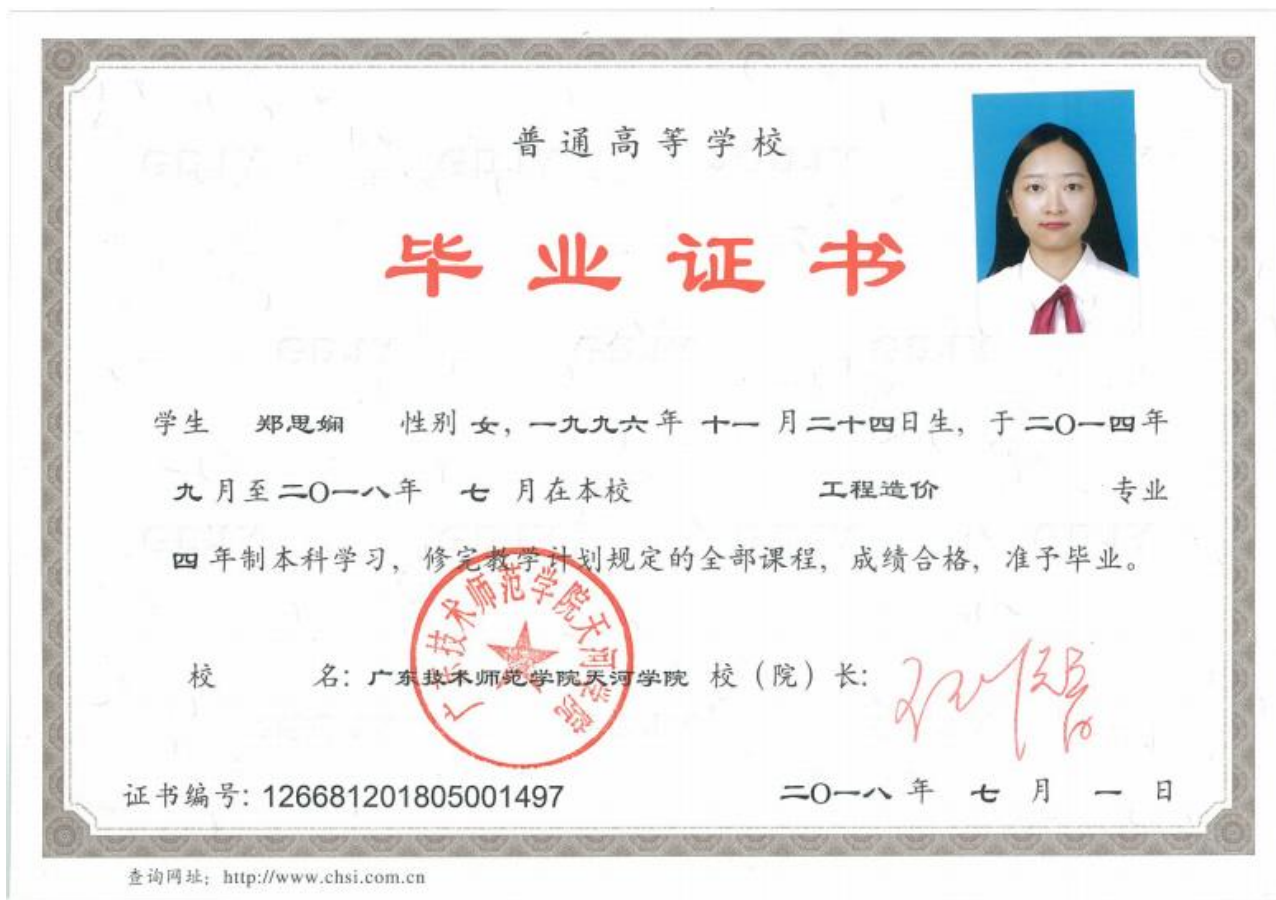 普通高等学校
毕业证书
学生 郑思娴 性别 女，一九九六年 十一 月二十四日生，于二O一四年
九月至二O一八年 七 月在本校 工程造价 专业
四年制本科学习，修完教学计划规定的全部课程，成绩合格，准予毕业。
广东技术师范学院天河学院
校 名：广东技术师范学院天河学院 校（院）长：
证书编号：126681201805001497 二O一八年 七 月 一 日
查询网址：http://www.chsi.com.cn